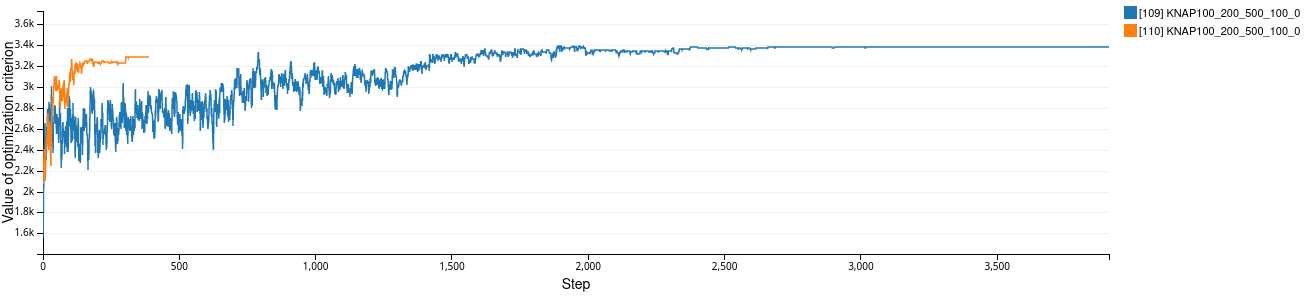 [109] KNAP100_200_500_100_0
[110] KNAP100_200_500_100_0
Value of optimization criterion
3.6k
3.4k
3.2k
3k
2.8k
2.6k
2.4k
2.2k
2k
1.8k
1.6k
0 500 1,000 1,500 2,000 2,500 3,000 3,500
Step